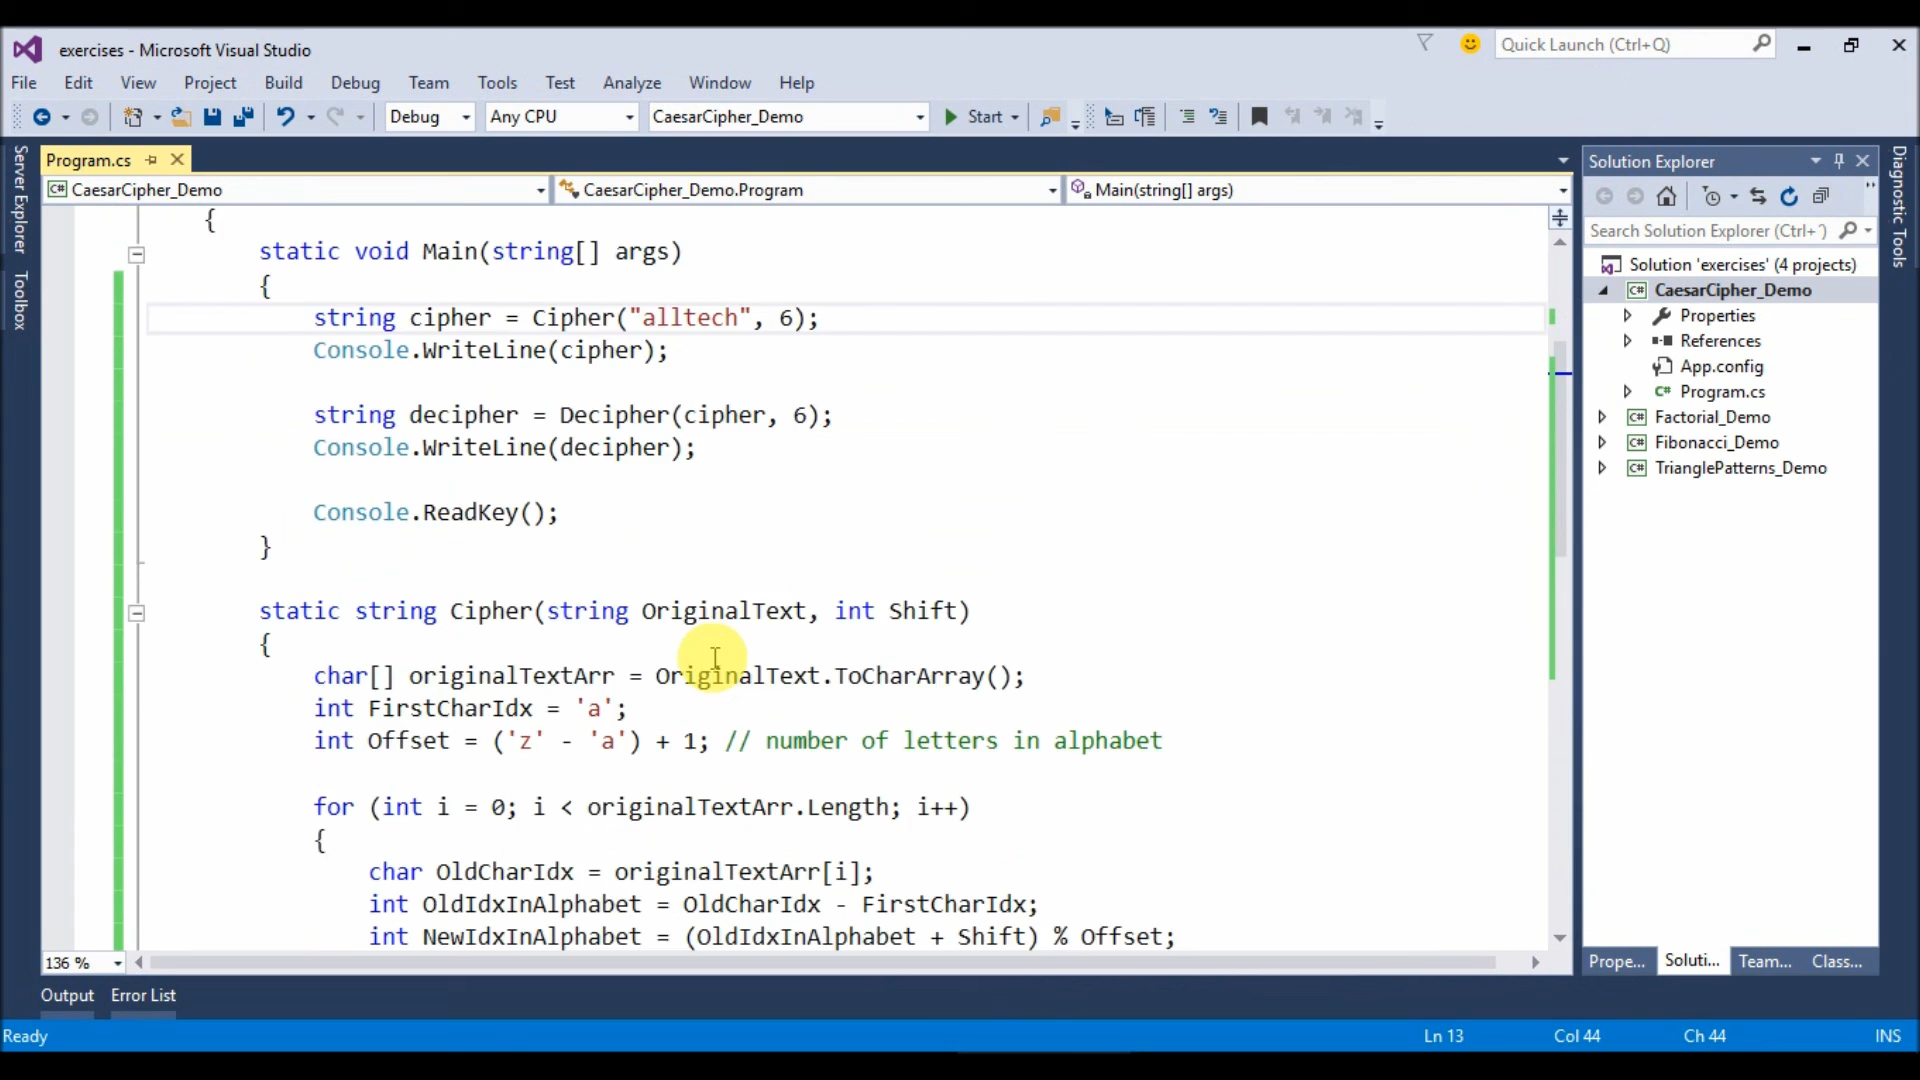 exercises - Microsoft Visual Studio
Quick Launch (Ctrl+Q)
File Edit View Project Build Debug Team Tools Test Analyze Window Help
Debug Any CPU CaesarCipher_Demo Start
Server Explorer
Toolbox
Program.cs
C# CaesarCipher_Demo CaesarCipher_Demo.Program Main(string[] args)
{
static void Main(string[] args)
{
string cipher = Cipher("alltech", 6);
Console.WriteLine(cipher);
string decipher = Decipher(cipher, 6);
Console.WriteLine(decipher);
Console.ReadKey();
}
static string Cipher(string OriginalText, int Shift)
{
char[] originalTextArr = OriginalText.ToCharArray();
int FirstCharIdx = 'a';
int Offset = ('z' - 'a') + 1; // number of letters in alphabet
for (int i = 0; i < originalTextArr.Length; i++)
{
char OldCharIdx = originalTextArr[i];
int OldIdxInAlphabet = OldCharIdx - FirstCharIdx;
int NewIdxInAlphabet = (OldIdxInAlphabet + Shift) % Offset;
136 %
Solution Explorer
Search Solution Explorer (Ctrl+¨)
Solution 'exercises' (4 projects)
C# CaesarCipher_Demo
Properties
References
App.config
C# Program.cs
C# Factorial_Demo
C# Fibonacci_Demo
C# TrianglePatterns_Demo
Prope... Soluti... Team... Class...
Diagnostic Tools
Output Error List
Ready Ln 13 Col 44 Ch 44 INS